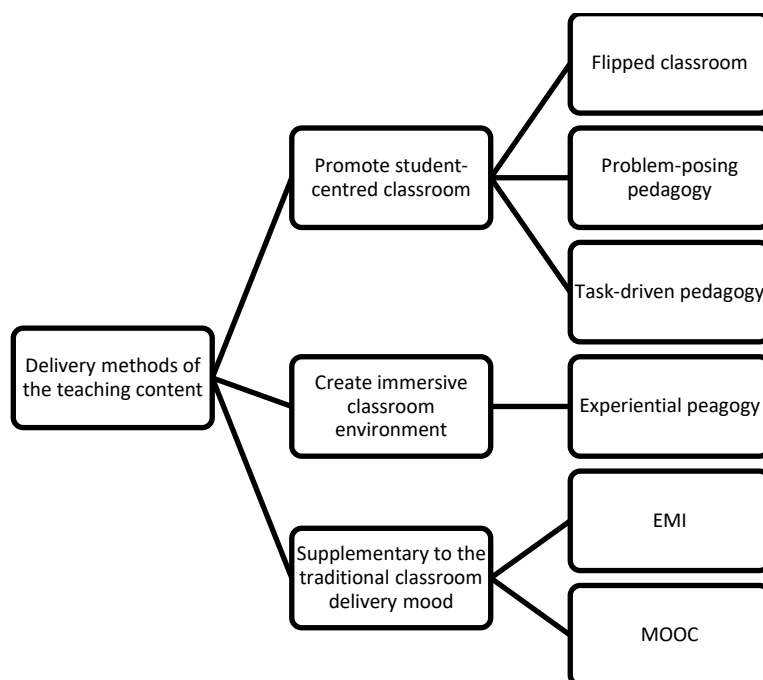 Flipped classroom
Promote student-
centred classroom
Problem-posing
pedagogy
Task-driven pedagogy
Delivery methods of
the teaching content
Create immersive
classroom
environment
Experiential peagogy
Supplementary to the
traditional classroom
delivery mood
EMI
MOOC